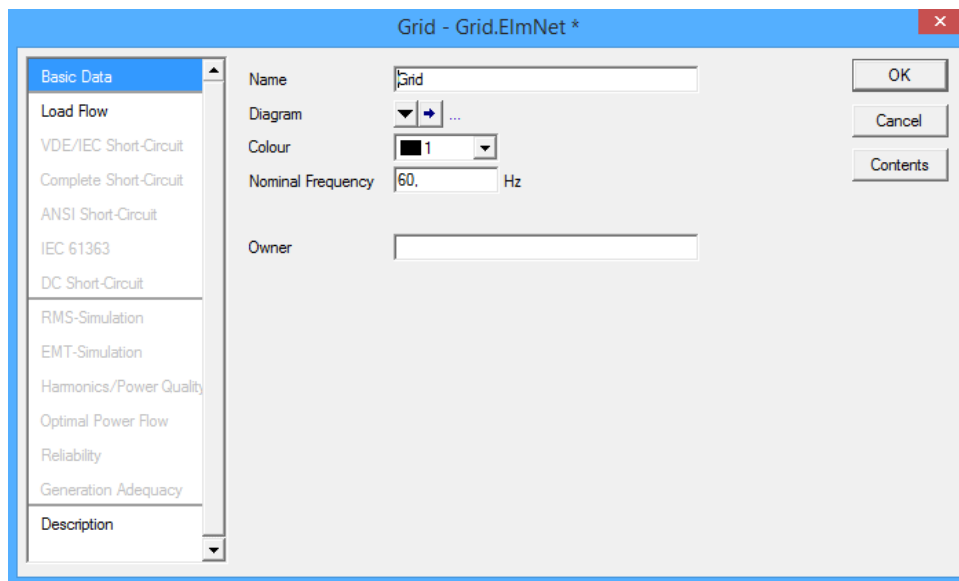 Grid - Grid.ElmNet *
Basic Data
Load Flow
VDE/IEC Short-Circuit
Complete Short-Circuit
ANSI Short-Circuit
IEC 61363
DC Short-Circuit
RMS-Simulation
EMT-Simulation
Harmonics/Power Quality
Optimal Power Flow
Reliability
Generation Adequacy
Description
Name Grid
Diagram ...
Colour 1
Nominal Frequency 60, Hz
Owner
OK
Cancel
Contents